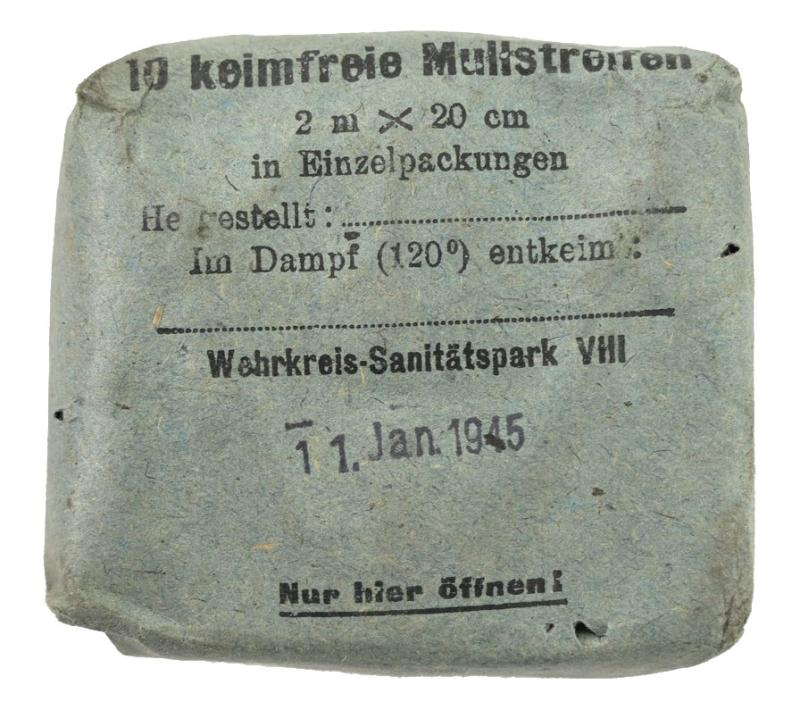 10 keimfreie Mullstreifen
2 m × 20 cm
in Einzelpackungen
Hergestellt:
Im Dampf (120°) entkeimt:
Wehrkreis-Sanitätspark VIII
11. Jan. 1945
Nur hier öffnen!